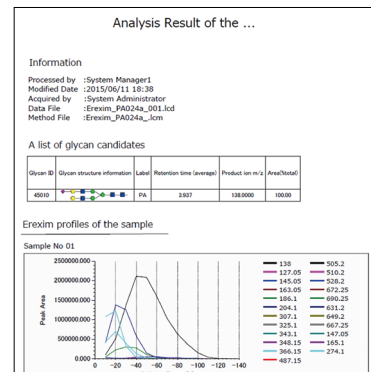 Analysis Result of the ...
Information
Processed by :System Manager1
Modified Date :2015/06/11 18:38
Acquired by :System Administrator
Data File :Erexim_PA024a_001.lcd
Method File :Erexim_PA024a_.lcm
A list of glycan candidates
Glycan ID Glycan structure information Label Retention time (average) Product ion m/z Area(%total)
45010 PA 3.937 138.0000 100.00
Erexim profiles of the sample
Sample No 01
Peak Area
2500000.000
2000000.000
1500000.000
1000000.000
500000.000
0.000
0 -20 -40 -60 -80 -100 -120 -140
138 505.2
127.05 510.2
145.05 528.2
163.05 672.25
186.1 690.25
204.1 631.2
307.1 649.2
325.1 667.25
343.1 147.05
348.15 165.1
366.15 274.1
487.15